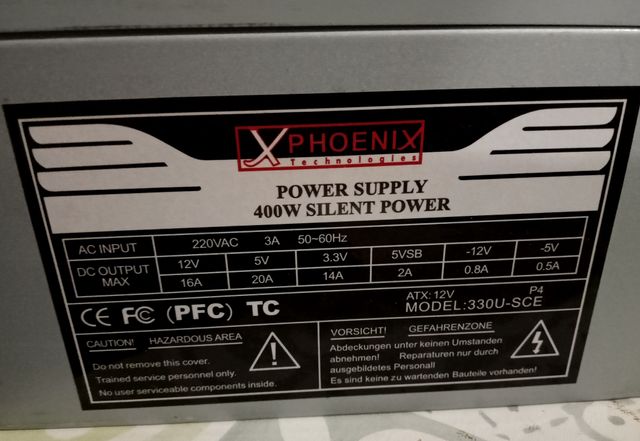 X PHOENIX
Technologies
POWER SUPPLY
400W SILENT POWER
AC INPUT 220VAC 3A 50~60Hz
DC OUTPUT MAX 12V 5V 3.3V 5VSB -12V -5V
16A 20A 14A 2A 0.8A 0.5A
CE FC (PFC) TC
ATX: 12V P4
MODEL:330U-SCE
CAUTION! HAZARDOUS AREA
Do not remove this cover.
Trained service personnel only.
No user serviceable components inside.
VORSICHT! GEFAHRENZONE
Abdeckungen unter keinen Umstanden
abnehmen! Reparaturen nur durch
ausgebildetes Personall
Es sind keine zu wartenden Bauteile vorhanden!